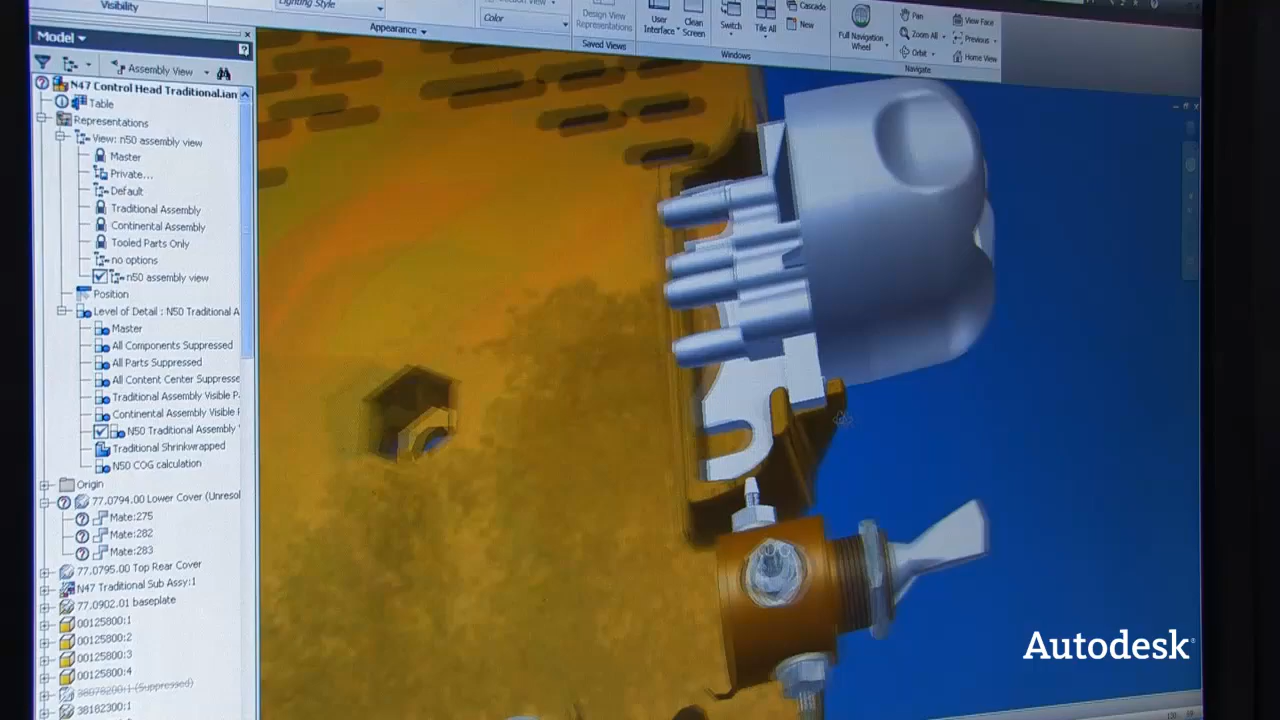 Visibility
Lighting Style
Color
Appearance
Design View
Representations
Saved Views
User
Interface
Clean
Screen
Switch
Tile All
Cascade
New
Windows
Full Navigation
Wheel
Pan
Zoom All
Orbit
View Face
Previous
Home View
Navigate
Model
Assembly View
N47 Control Head Traditional.iam
Table
Representations
View: n50 assembly view
Master
Private...
Default
Traditional Assembly
Continental Assembly
Tooled Parts Only
no options
n50 assembly view
Position
Level of Detail : N50 Traditional A
Master
All Components Suppressed
All Parts Suppressed
All Content Center Suppresse
Traditional Assembly Visible P
Continental Assembly Visible
N50 Traditional Assembly
Traditional Shrinkwrapped
N50 COG calculation
Origin
77.0794.00 Lower Cover (Unresol
Mate:275
Mate:282
Mate:283
77.0795.00 Top Rear Cover
N47 Traditional Sub Assy:1
77.0902.01 baseplate
00125800:1
00125800:2
00125800:3
00125800:4
38078200:1 (Suppressed)
38182300:1
Autodesk